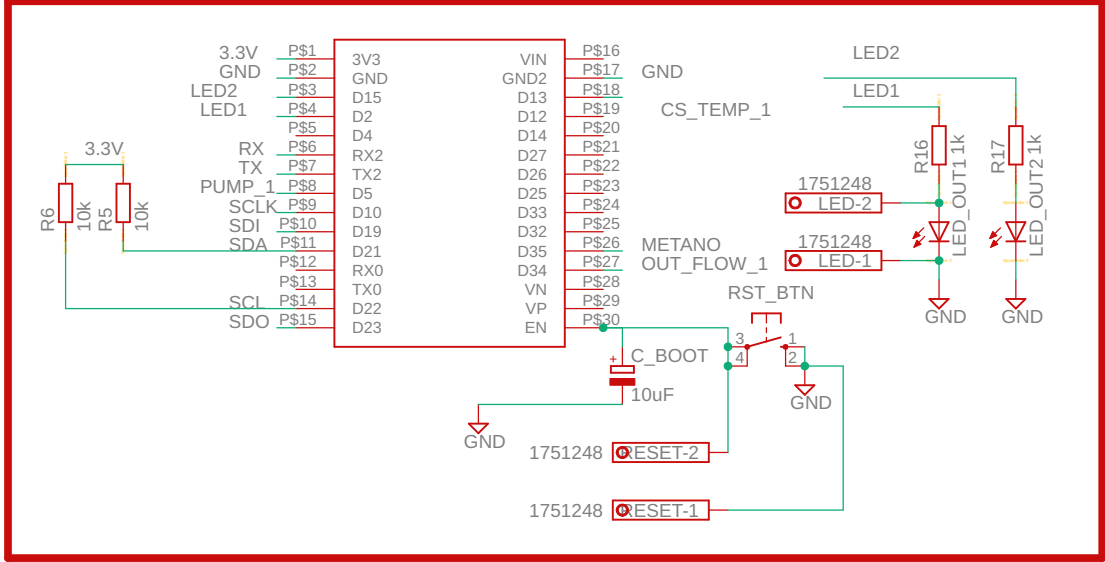 3.3V P$1 3V3 VIN P$16
GND P$2 GND GND2 P$17 GND
LED2 P$3 D15 D13 P$18
LED1 P$4 D2 D12 P$19 CS_TEMP_1
P$5 D4 D14 P$20
RX P$6 RX2 D27 P$21
TX P$7 TX2 D26 P$22
PUMP_1 P$8 D5 D25 P$23
SCLK P$9 D10 D33 P$24
SDI P$10 D19 D32 P$25
SDA P$11 D21 D35 P$26 METANO
P$12 RX0 D34 P$27 OUT_FLOW_1
P$13 TX0 VN P$28
SCL P$14 D22 VP P$29
SDO P$15 D23 EN P$30
3.3V
R6
10k
R5
10k
LED2
LED1
R16
1k
R17
1k
1751248
LED-2
1751248
LED-1
LED_OUT1
LED_OUT2
GND
GND
RST_BTN
3 1
4 2
GND
+
C_BOOT
10uF
GND
1751248 RESET-2
1751248 RESET-1